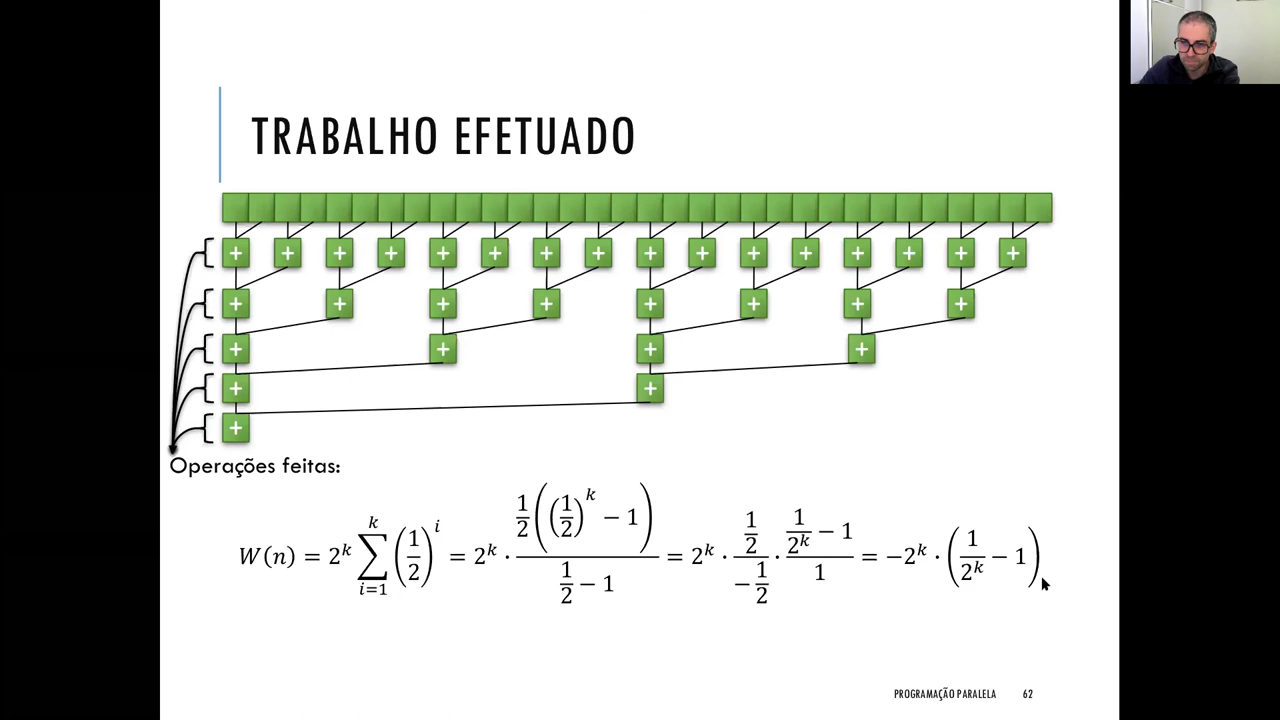 TRABALHO EFETUADO
+ + + + + + + + + + + + + + + +
+ + + + + + + +
+ + + +
+ +
+
Operações feitas:
W(n) = 2^k ∑_{i=1}^{k} (1/2)^i = 2^k · (1/2((1/2)^k − 1))/(1/2 − 1) = 2^k · (1/2)/(−1/2) · (1/2^k − 1)/1 = −2^k · (1/2^k − 1)
PROGRAMAÇÃO PARALELA 62